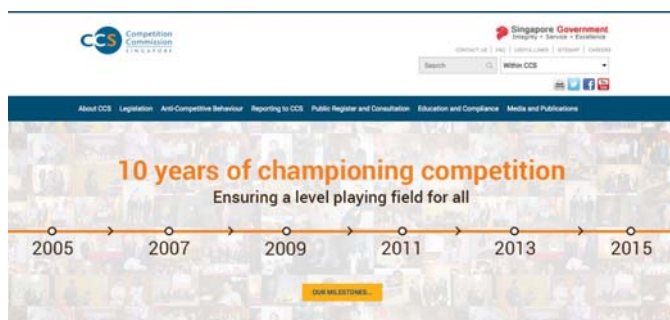 CCS Competition
Commission
SINGAPORE
Singapore Government
Integrity • Service • Excellence
CONTACT US | FAQ | USEFUL LINKS | SITEMAP | CAREERS
Search
Within CCS
About CCS Legislation Anti-Competitive Behaviour Reporting to CCS Public Register and Consultation Education and Compliance Media and Publications
10 years of championing competition
Ensuring a level playing field for all
2005 2007 2009 2011 2013 2015
OUR MILESTONES...